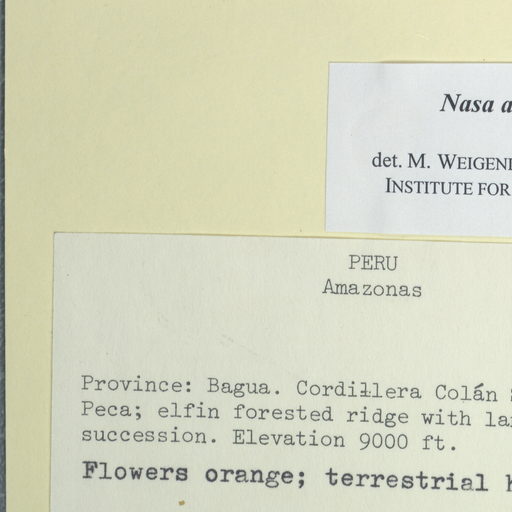 Nasa a
det. M. WEIGEN
INSTITUTE FOR
PERU
Amazonas
Province: Bagua. Cordillera Colán
Peca; elfin forested ridge with la
succession. Elevation 9000 ft.
Flowers orange; terrestrial